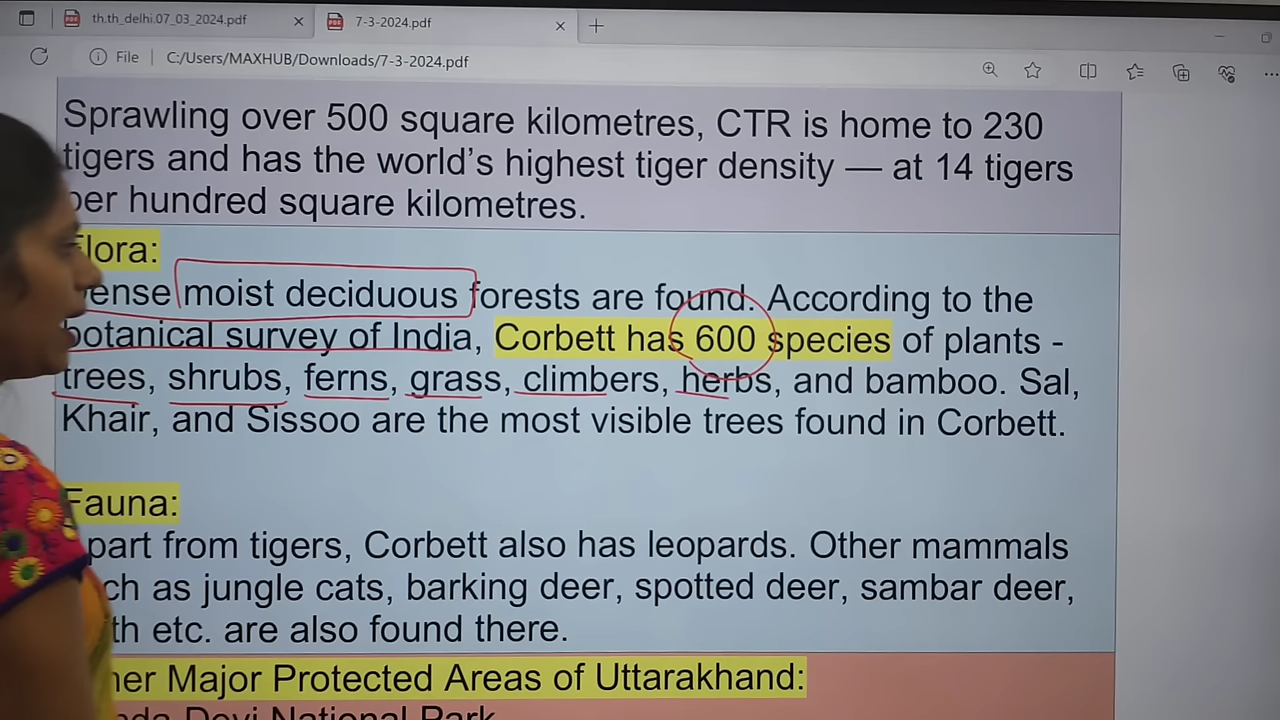 th.th_delhi.07_03_2024.pdf
7-3-2024.pdf
File
C:/Users/MAXHUB/Downloads/7-3-2024.pdf
Sprawling over 500 square kilometres, CTR is home to 230
tigers and has the world's highest tiger density — at 14 tigers
per hundred square kilometres.
Flora:
moist deciduous forests are found. According to the
botanical survey of India, Corbett has 600 species of plants -
trees, shrubs, ferns, grass, climbers, herbs, and bamboo. Sal,
Khair, and Sissoo are the most visible trees found in Corbett.
Fauna:
from tigers, Corbett also has leopards. Other mammals
as jungle cats, barking deer, spotted deer, sambar deer,
etc. are also found there.
Major Protected Areas of Uttarakhand:
Devi National Park